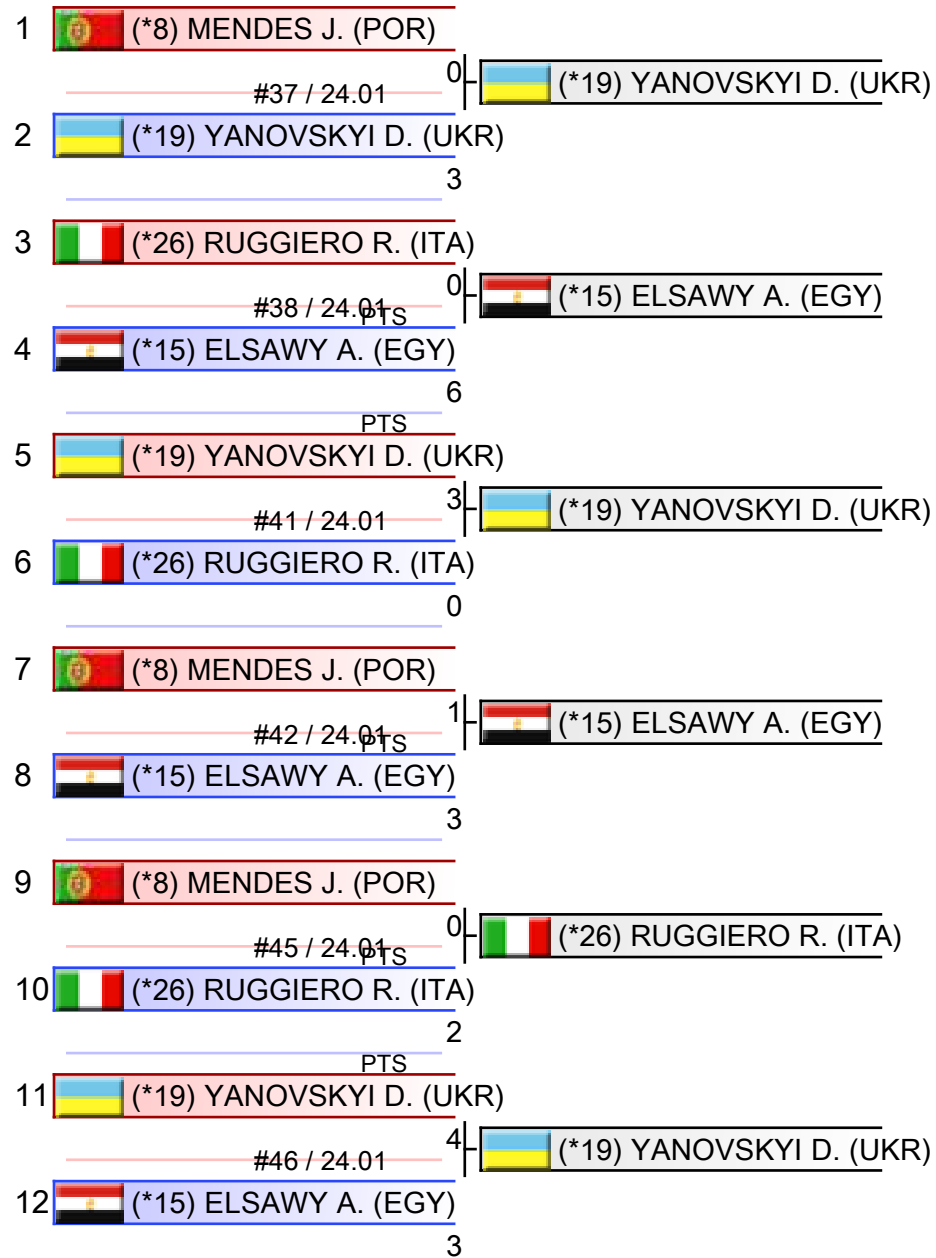 1 (*8) MENDES J. (POR)
0 (*19) YANOVSKYI D. (UKR)
#37 / 24.01
2 (*19) YANOVSKYI D. (UKR)
3
3 (*26) RUGGIERO R. (ITA)
0 (*15) ELSAWY A. (EGY)
#38 / 24.01 PTS
4 (*15) ELSAWY A. (EGY)
6
PTS
5 (*19) YANOVSKYI D. (UKR)
3 (*19) YANOVSKYI D. (UKR)
#41 / 24.01
6 (*26) RUGGIERO R. (ITA)
0
7 (*8) MENDES J. (POR)
1 (*15) ELSAWY A. (EGY)
#42 / 24.01 PTS
8 (*15) ELSAWY A. (EGY)
3
9 (*8) MENDES J. (POR)
0 (*26) RUGGIERO R. (ITA)
#45 / 24.01 PTS
10 (*26) RUGGIERO R. (ITA)
2
PTS
11 (*19) YANOVSKYI D. (UKR)
4 (*19) YANOVSKYI D. (UKR)
#46 / 24.01
12 (*15) ELSAWY A. (EGY)
3